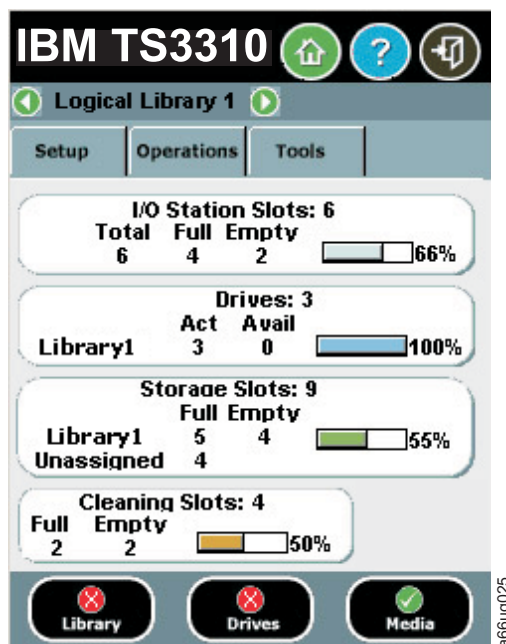 IBM TS3310 ?
Logical Library 1
Setup Operations Tools
I/O Station Slots: 6
Total Full Empty
6 4 2 66%
Drives: 3
Act Avail
Library1 3 0 100%
Storage Slots: 9
Full Empty
Library1 5 4 55%
Unassigned 4
Cleaning Slots: 4
Full Empty
2 2 50%
Library Drives Media